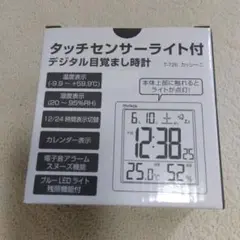 タッチセンサーライト付
デジタル目覚まし時計
温度表示
(-9.9~+59.9℃)
湿度表示
(20~95%RH)
12/24時間表示切替
カレンダー表示
電子音アラーム
スヌーズ機能
ブルーLEDライト
残照機能付
本体上部に触れると
ライトが点灯!
6.10.土
12:38 25
25.0℃ 52%